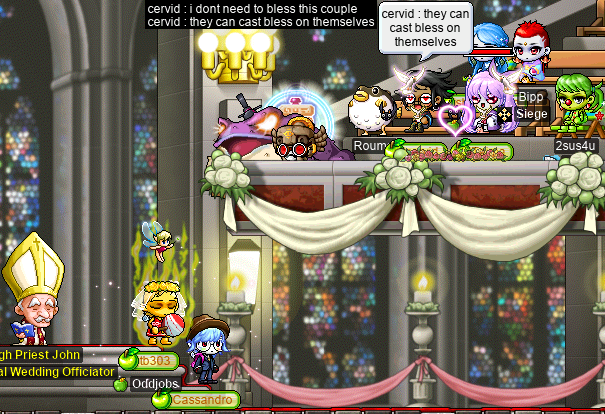 cervid : i dont need to bless this couple
cervid : they can cast bless on themselves
cervid : they can
cast bless on
themselves
Bipp
Siege
Roum
2sus4u
gh Priest John
al Wedding Officiator
tb303
Oddjobs
Cassandro